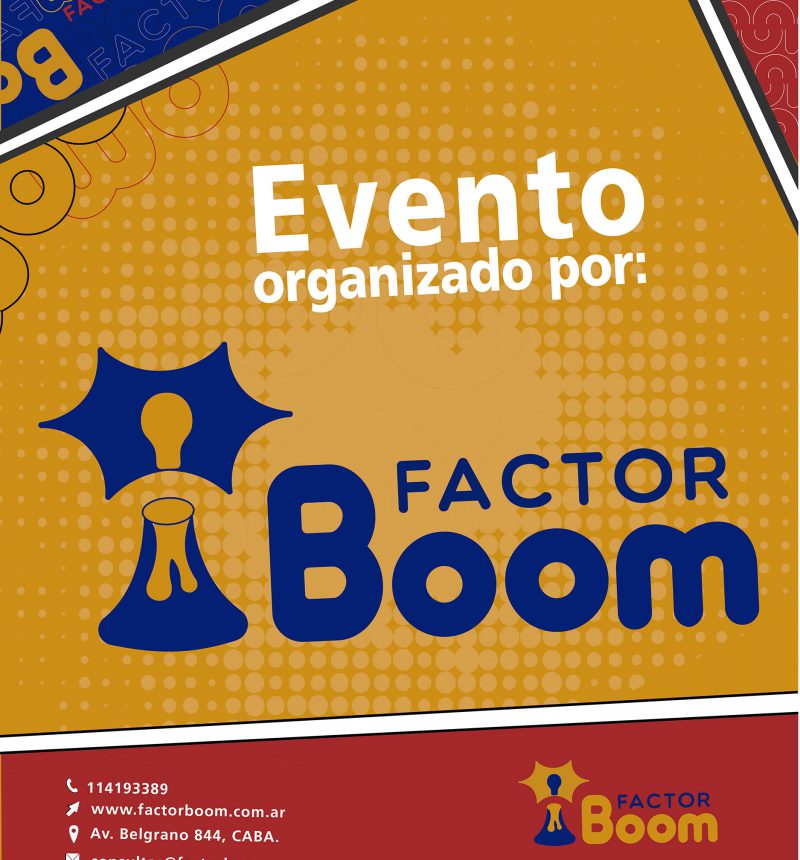 Evento
organizado por:
FACTOR
Boom
114193389
www.factorboom.com.ar
Av. Belgrano 844, CABA.
FACTOR
Boom